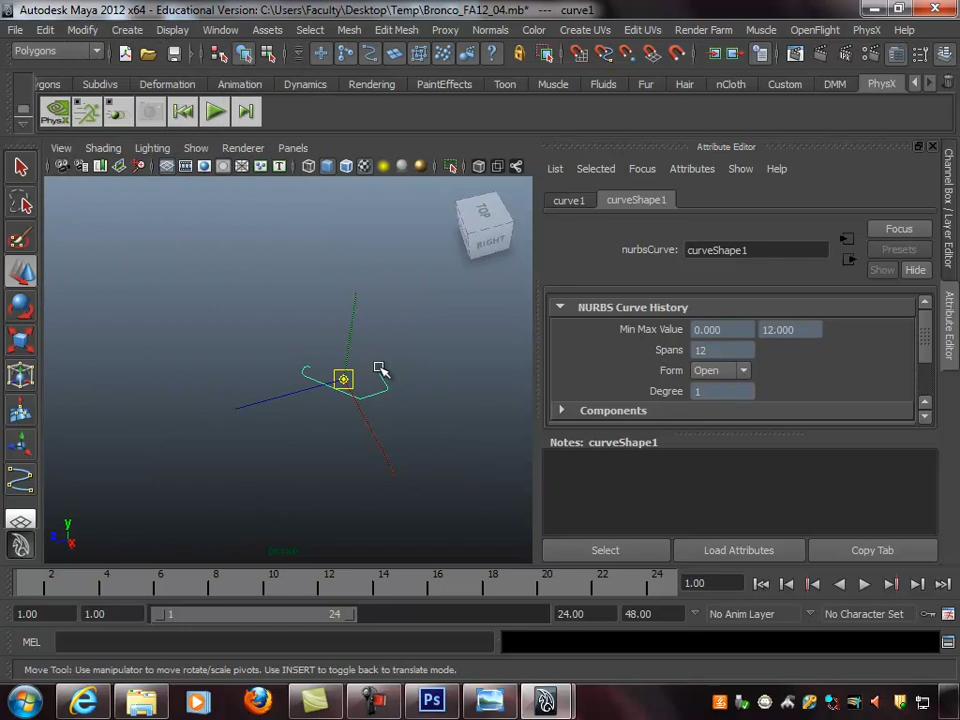 Autodesk Maya 2012 x64 - Educational Version: C:\Users\Faculty\Desktop\Temp\Bronco_FA12_04.mb* --- curve1
File Edit Modify Create Display Window Assets Select Mesh Edit Mesh Proxy Normals Color Create UVs Edit UVs Render Farm Muscle OpenFlight PhysX Help
Polygons
ygons Subdivs Deformation Animation Rendering PaintEffects Toon Muscle Fluids Fur Hair nCloth Custom DMM PhysX
PhysX
View Shading Lighting Show Renderer Panels
Attribute Editor
List Selected Focus Attributes Show Help
curve1 curveShape1
nurbsCurve: curveShape1
Focus
Presets
Show Hide
NURBS Curve History
Min Max Value 0.000 12.000
Spans 12
Form Open
Degree 1
Components
Notes: curveShape1
Select Load Attributes Copy Tab
Channel Box / Layer Editor
Attribute Editor
TOP
RIGHT
y
z
x
persp
2 4 6 8 10 12 14 16 18 20 22 24
1.00
1.00 1.00 1 24 24.00 48.00 No Anim Layer No Character Set
MEL
Move Tool: Use manipulator to move rotate/scale pivots. Use INSERT to toggle back to translate mode.
Ps